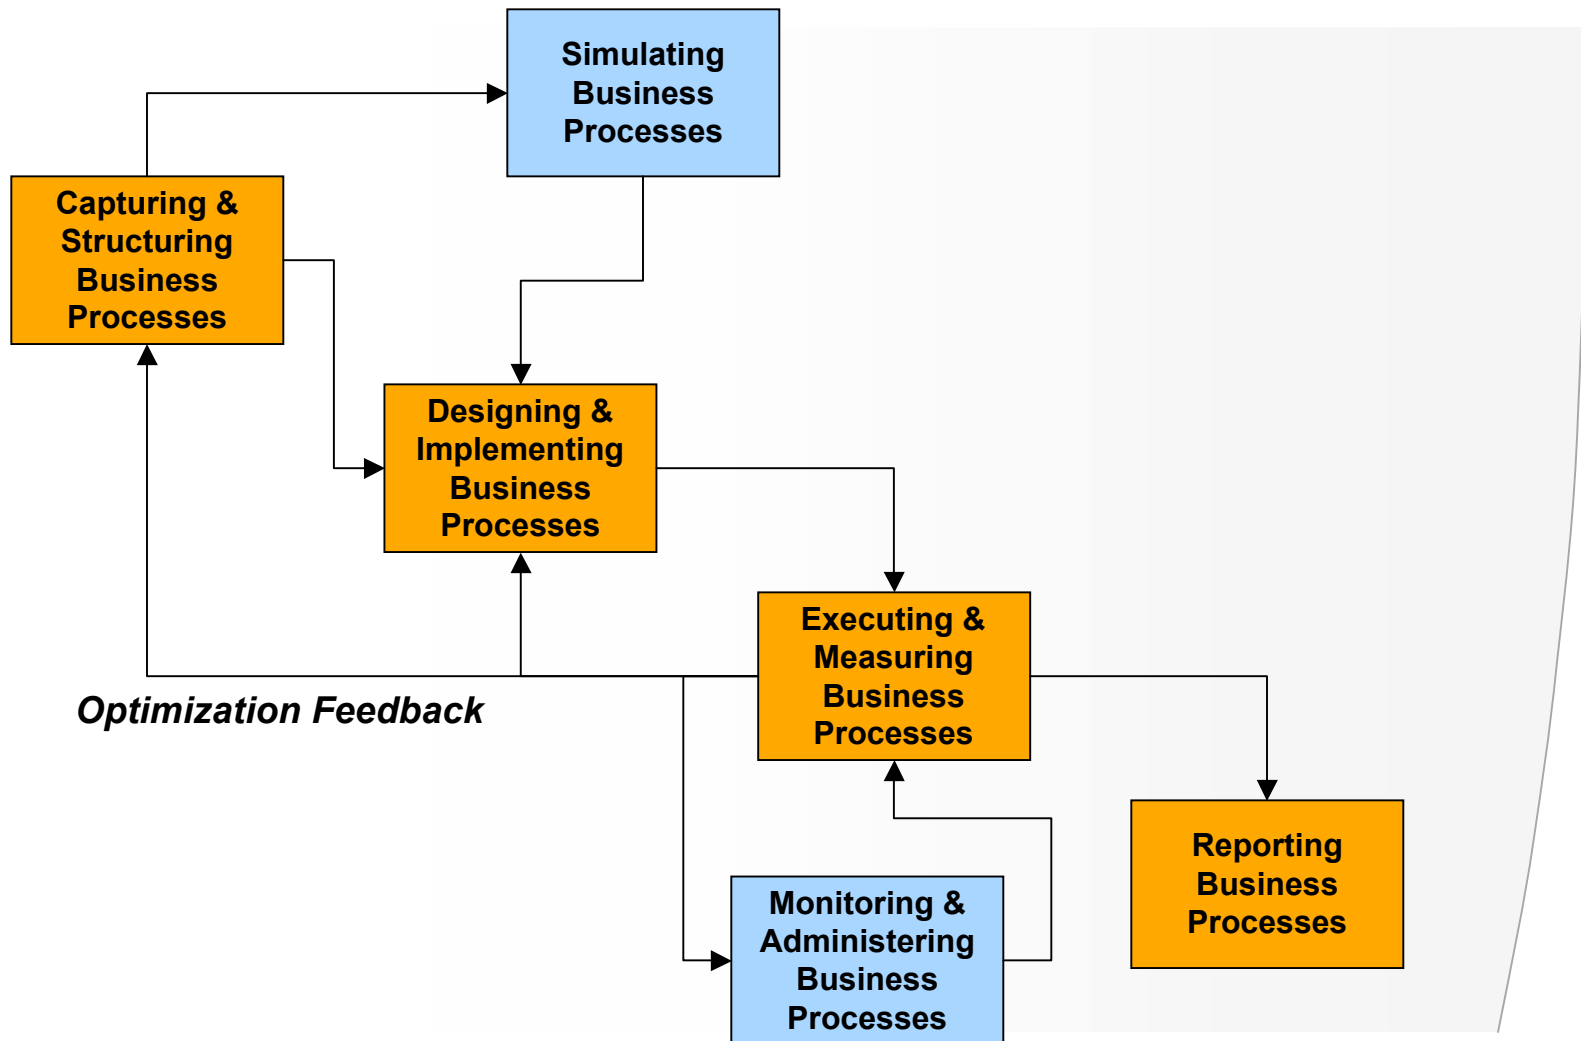 Simulating
Business
Processes
Capturing &
Structuring
Business
Processes
Designing &
Implementing
Business
Processes
Executing &
Measuring
Business
Processes
Optimization Feedback
Reporting
Business
Processes
Monitoring &
Administering
Business
Processes